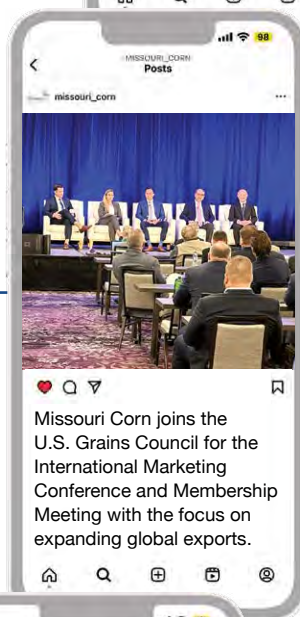 98
MISSOURI_CORN
Posts
missouri_corn
Missouri Corn joins the
U.S. Grains Council for the
International Marketing
Conference and Membership
Meeting with the focus on
expanding global exports.